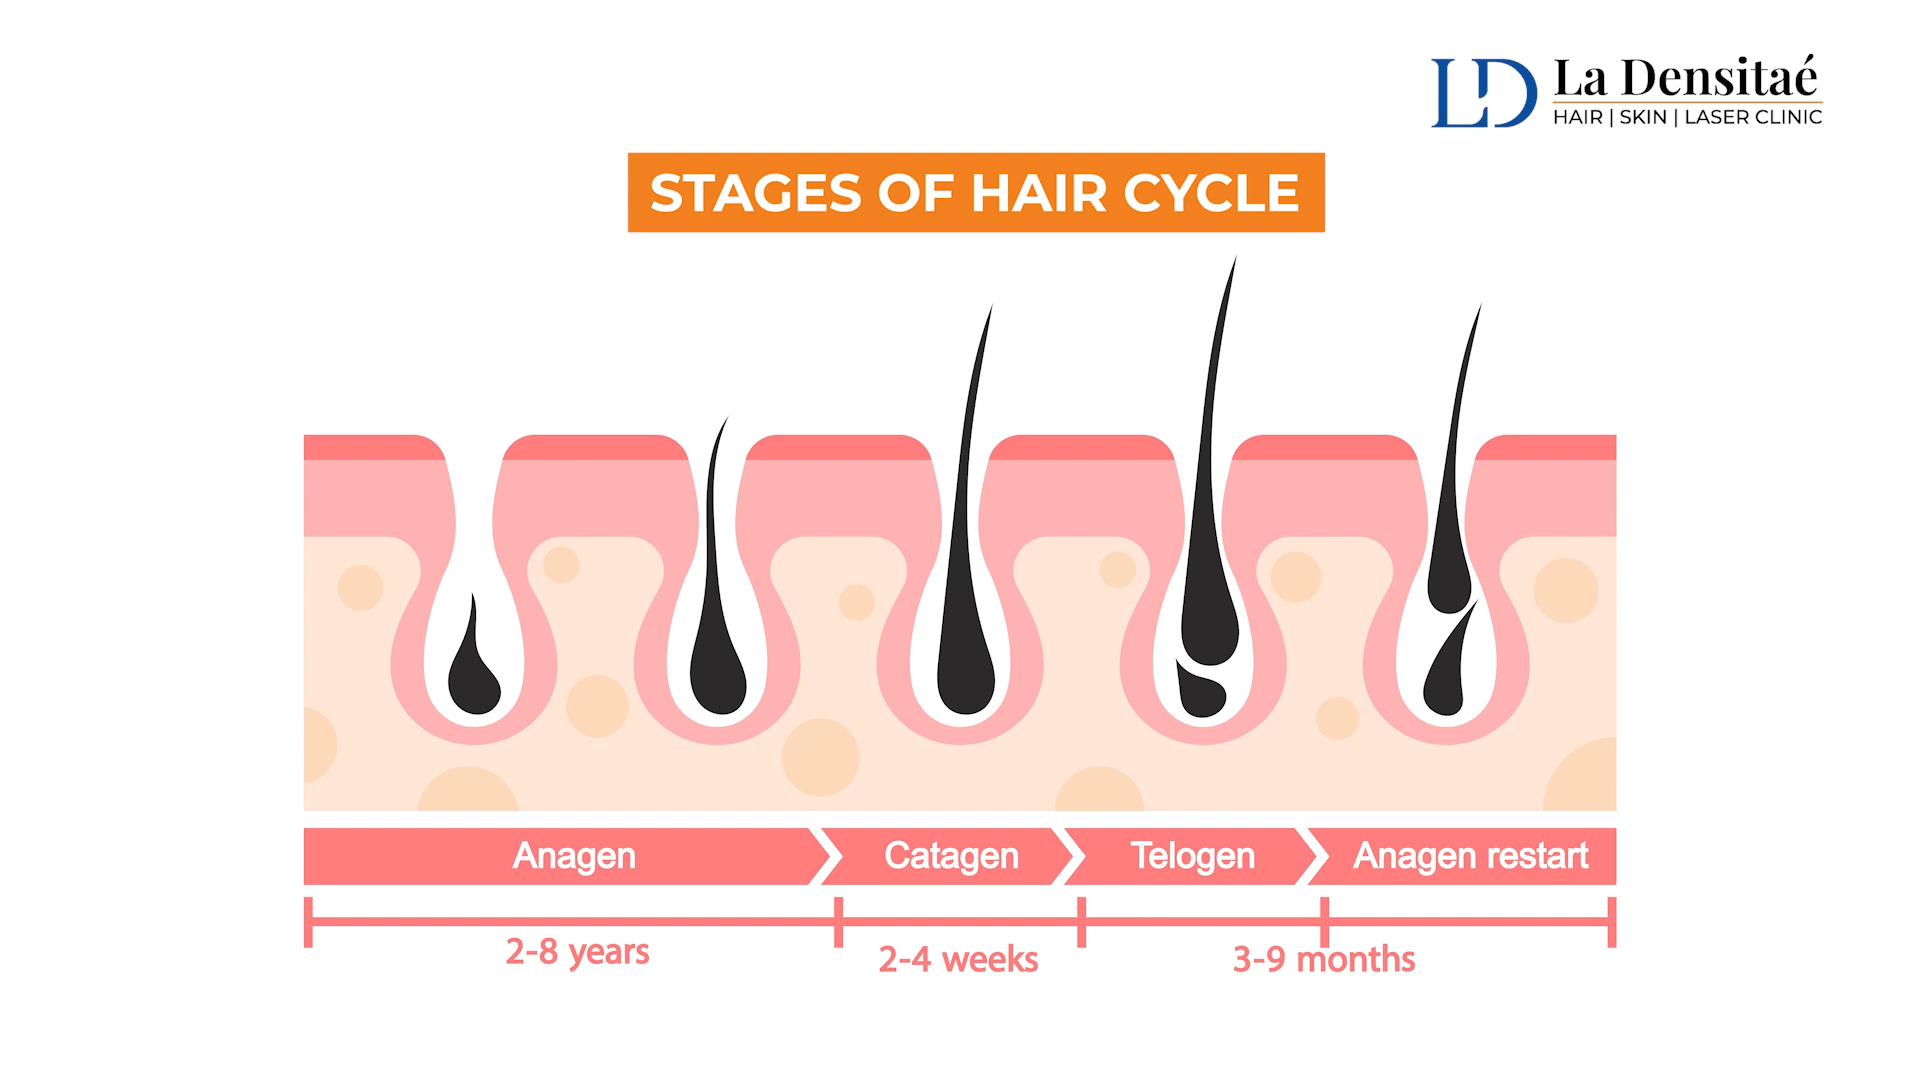 LD La Densitaé
HAIR | SKIN | LASER CLINIC
STAGES OF HAIR CYCLE
Anagen
Catagen
Telogen
Anagen restart
2-8 years
2-4 weeks
3-9 months